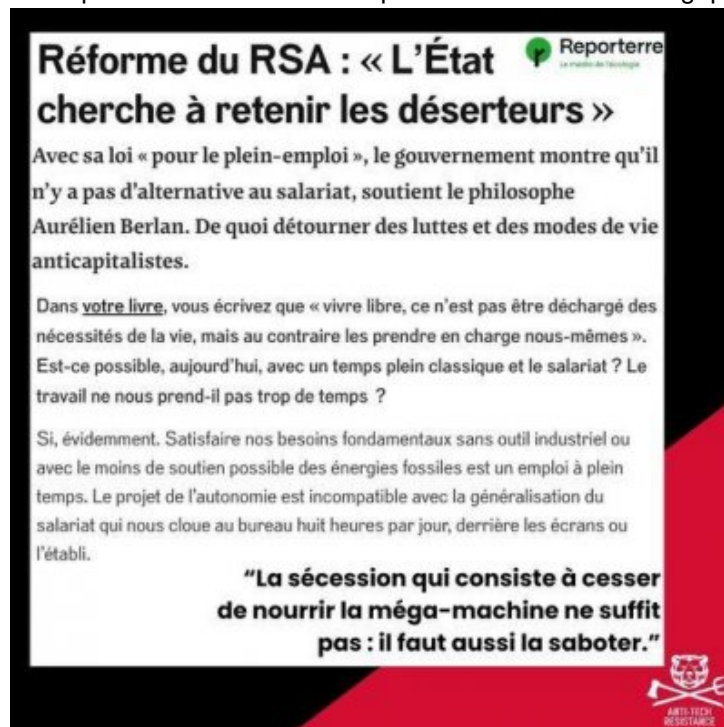 Réforme du RSA : « L’État
Reporterre
Le média de l'écologie
cherche à retenir les déserteurs »
Avec sa loi « pour le plein-emploi », le gouvernement montre qu’il
n’y a pas d’alternative au salariat, soutient le philosophe
Aurélien Berlan. De quoi détourner des luttes et des modes de vie
anticapitalistes.
Dans votre livre, vous écrivez que « vivre libre, ce n’est pas être déchargé des
nécessités de la vie, mais au contraire les prendre en charge nous-mêmes ».
Est-ce possible, aujourd’hui, avec un temps plein classique et le salariat ? Le
travail ne nous prend-il pas trop de temps ?
Si, évidemment. Satisfaire nos besoins fondamentaux sans outil industriel ou
avec le moins de soutien possible des énergies fossiles est un emploi à plein
temps. Le projet de l’autonomie est incompatible avec la généralisation du
salariat qui nous cloue au bureau huit heures par jour, derrière les écrans ou
l’établi.
“La sécession qui consiste à cesser
de nourrir la méga-machine ne suffit
pas : il faut aussi la saboter.”
ANTI-TECH
RESISTANCE